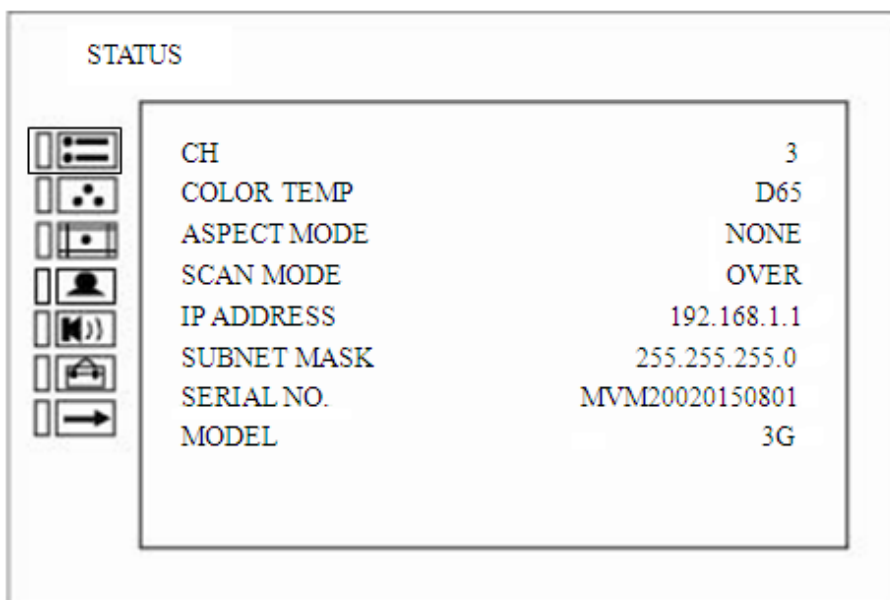 STATUS
CH 3
COLOR TEMP D65
ASPECT MODE NONE
SCAN MODE OVER
IP ADDRESS 192.168.1.1
SUBNET MASK 255.255.255.0
SERIAL NO. MVM20020150801
MODEL 3G